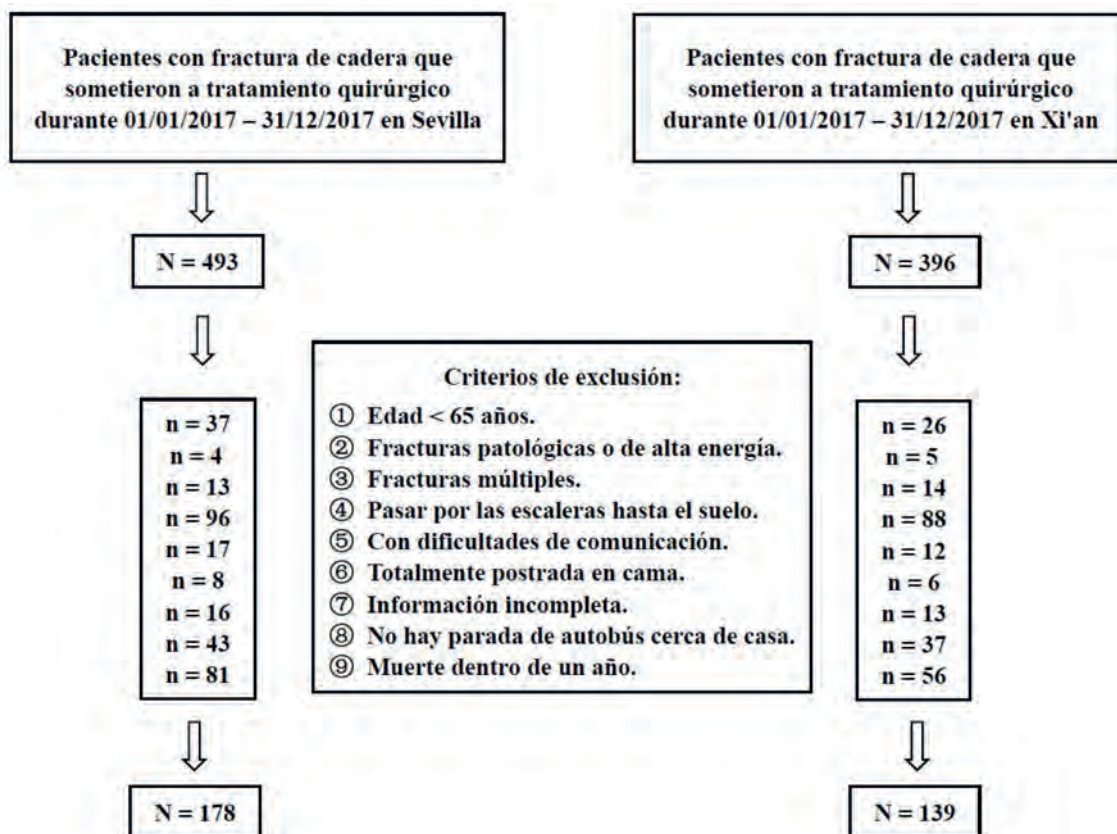 Pacientes con fractura de cadera que
sometieron a tratamiento quirúrgico
durante 01/01/2017 – 31/12/2017 en Sevilla
Pacientes con fractura de cadera que
sometieron a tratamiento quirúrgico
durante 01/01/2017 – 31/12/2017 en Xi'an
N = 493
N = 396
n = 37
n = 4
n = 13
n = 96
n = 17
n = 8
n = 16
n = 43
n = 81
Criterios de exclusión:
① Edad < 65 años.
② Fracturas patológicas o de alta energía.
③ Fracturas múltiples.
④ Pasar por las escaleras hasta el suelo.
⑤ Con dificultades de comunicación.
⑥ Totalmente postrada en cama.
⑦ Información incompleta.
⑧ No hay parada de autobús cerca de casa.
⑨ Muerte dentro de un año.
n = 26
n = 5
n = 14
n = 88
n = 12
n = 6
n = 13
n = 37
n = 56
N = 178
N = 139